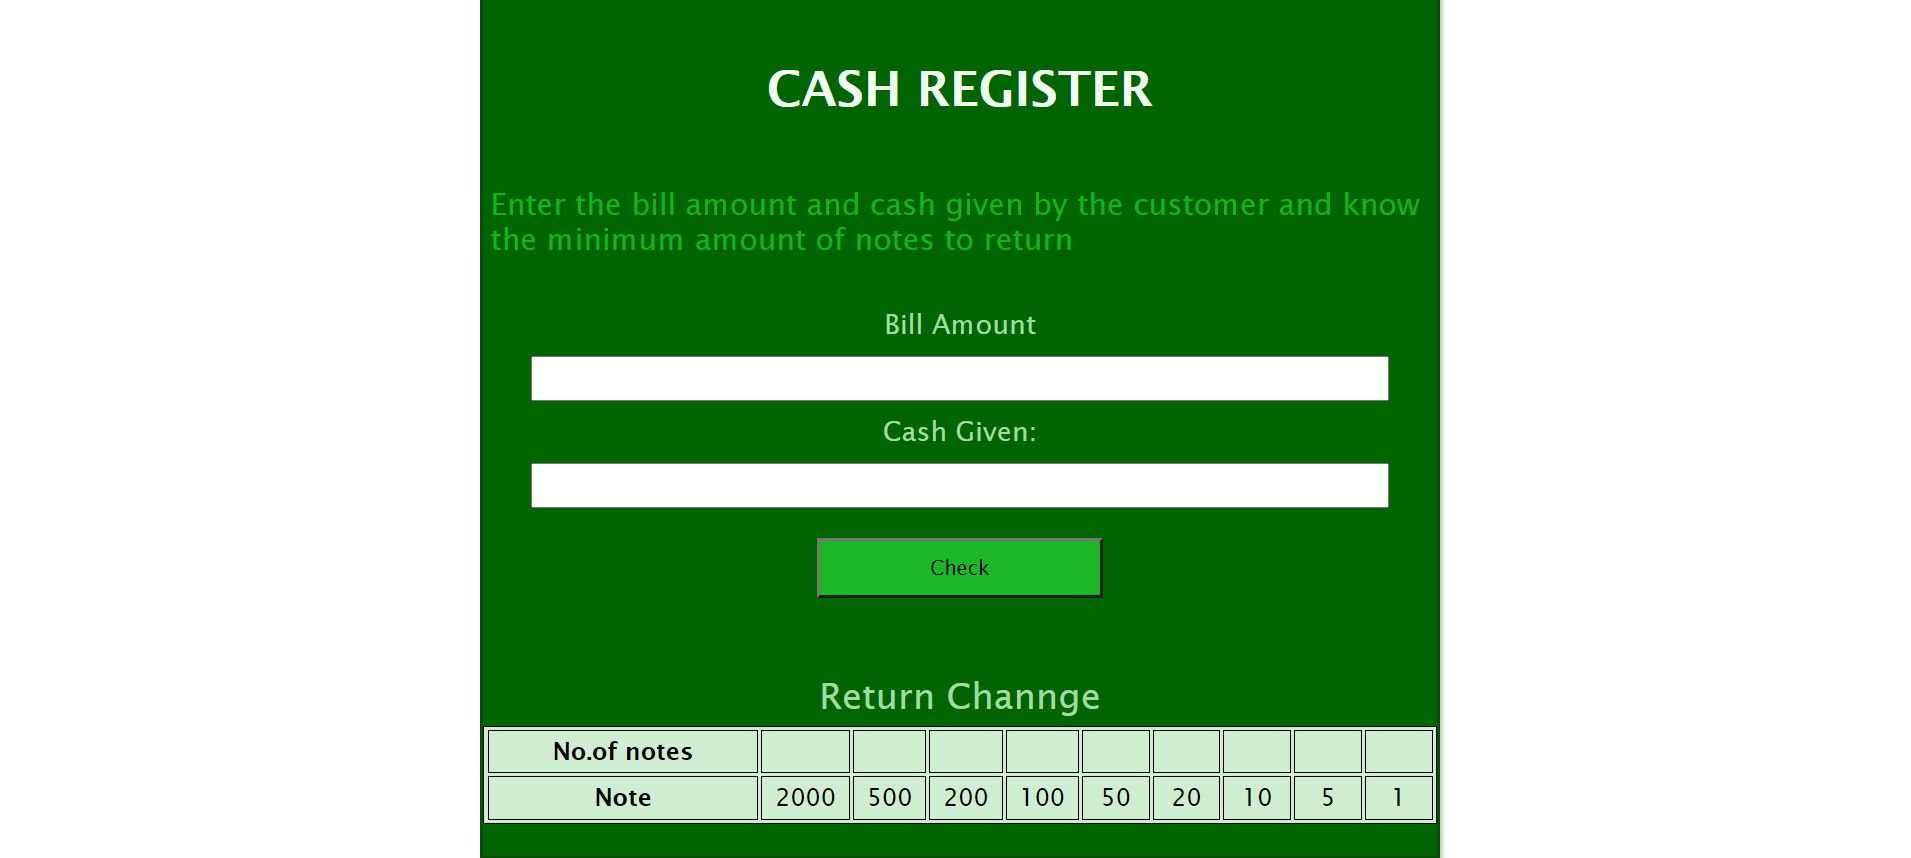 CASH REGISTER
Enter the bill amount and cash given by the customer and know
the minimum amount of notes to return
Bill Amount
Cash Given:
Check
Return Channge
No.of notes
Note 2000 500 200 100 50 20 10 5 1